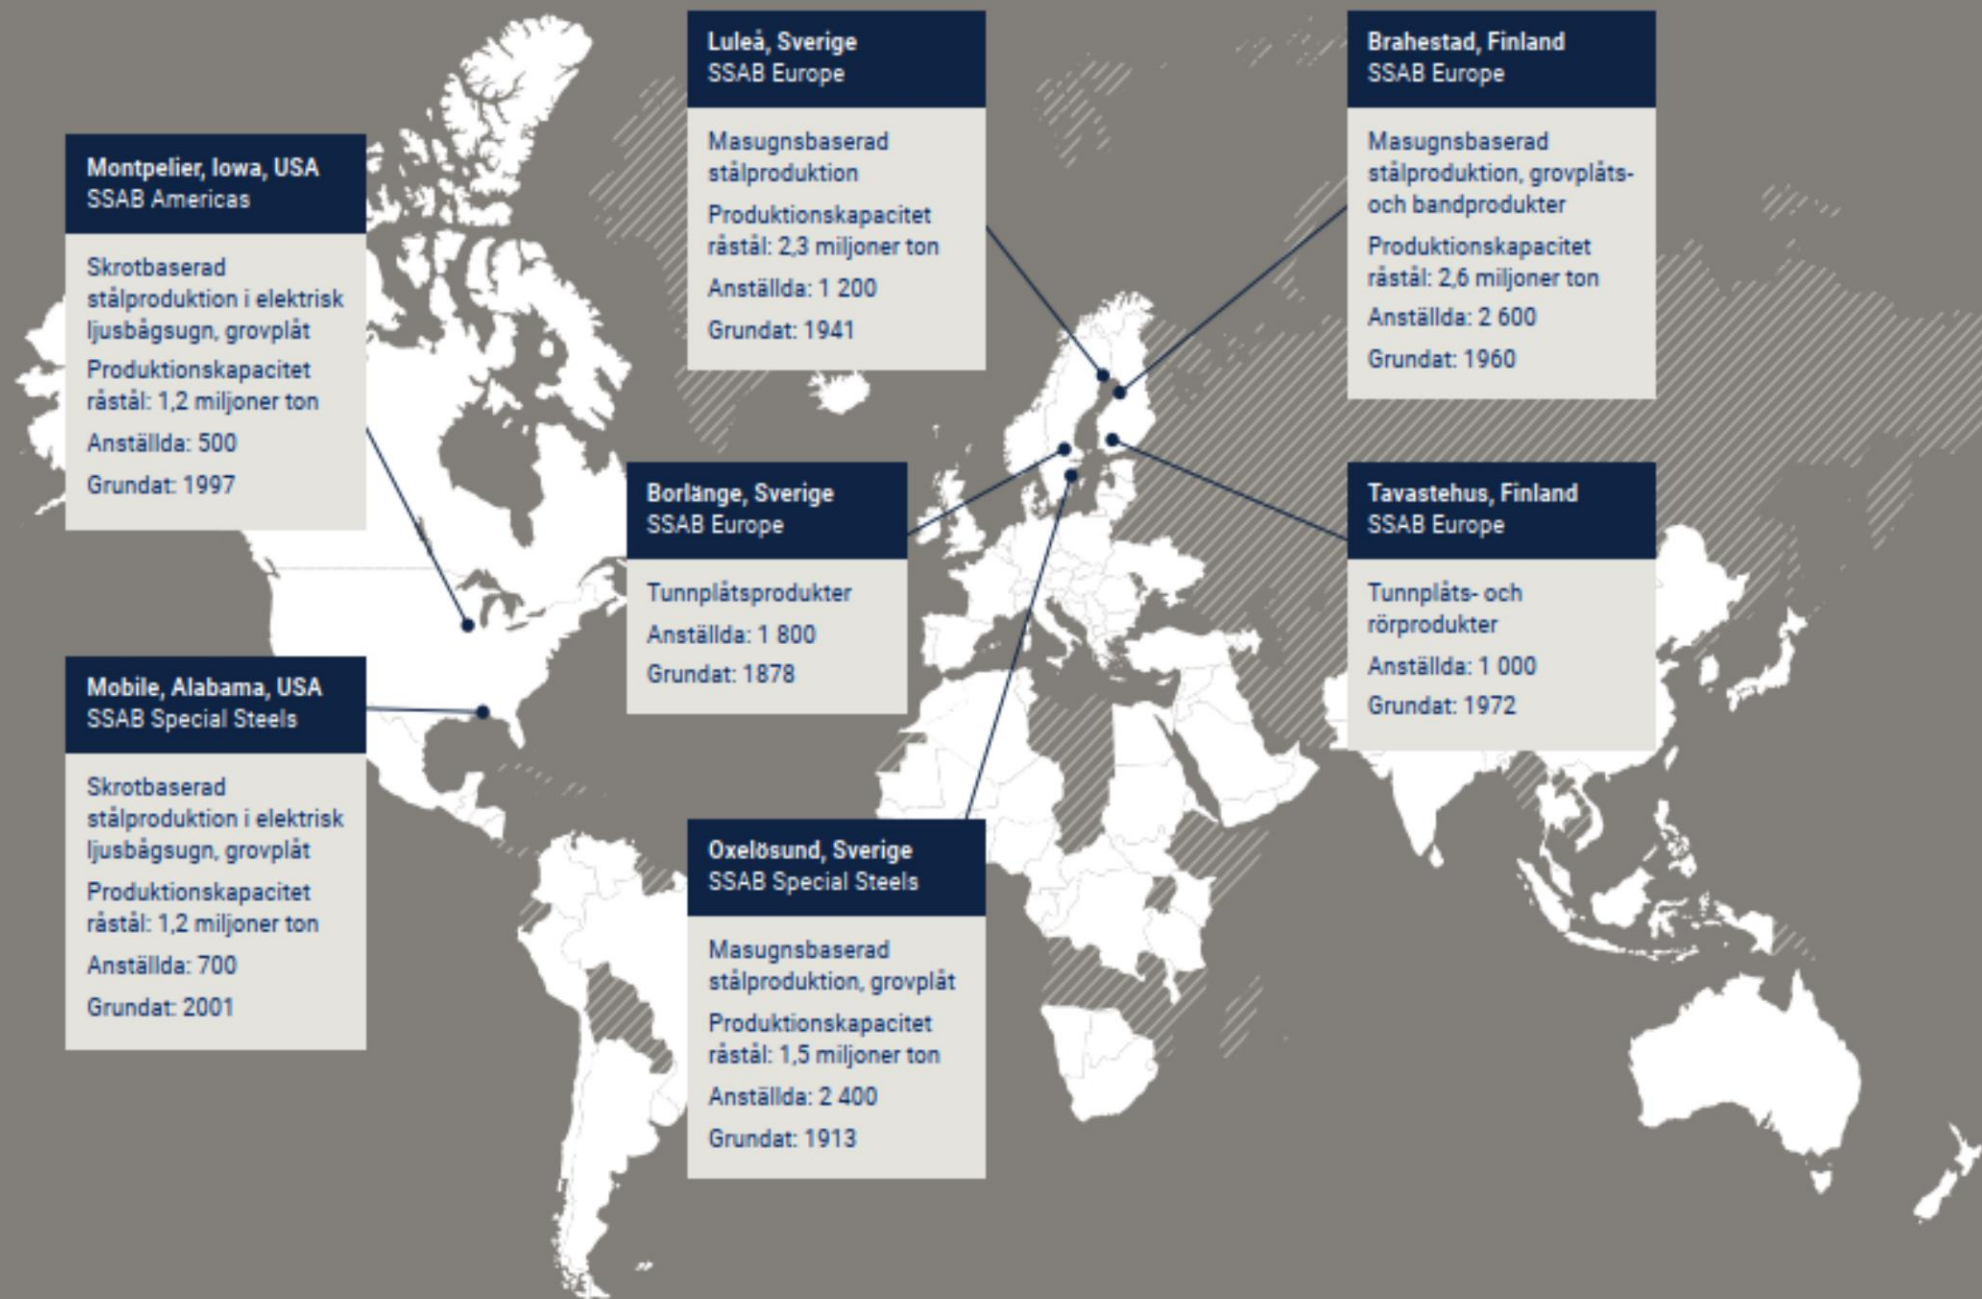 Montpelier, Iowa, USA
SSAB Americas
Skrotbaserad
stålproduktion i elektrisk
ljusbågsugn, grovplåt
Produktionskapacitet
råstål: 1,2 miljoner ton
Anställda: 500
Grundat: 1997
Mobile, Alabama, USA
SSAB Special Steels
Skrotbaserad
stålproduktion i elektrisk
ljusbågsugn, grovplåt
Produktionskapacitet
råstål: 1,2 miljoner ton
Anställda: 700
Grundat: 2001
Luleå, Sverige
SSAB Europe
Masugnsbaserad
stålproduktion
Produktionskapacitet
råstål: 2,3 miljoner ton
Anställda: 1 200
Grundat: 1941
Borlänge, Sverige
SSAB Europe
Tunnplåtsprodukter
Anställda: 1 800
Grundat: 1878
Oxelösund, Sverige
SSAB Special Steels
Masugnsbaserad
stålproduktion, grovplåt
Produktionskapacitet
råstål: 1,5 miljoner ton
Anställda: 2 400
Grundat: 1913
Brahestad, Finland
SSAB Europe
Masugnsbaserad
stålproduktion, grovplåts-
och bandprodukter
Produktionskapacitet
råstål: 2,6 miljoner ton
Anställda: 2 600
Grundat: 1960
Tavastehus, Finland
SSAB Europe
Tunnplåts- och
rörprodukter
Anställda: 1 000
Grundat: 1972